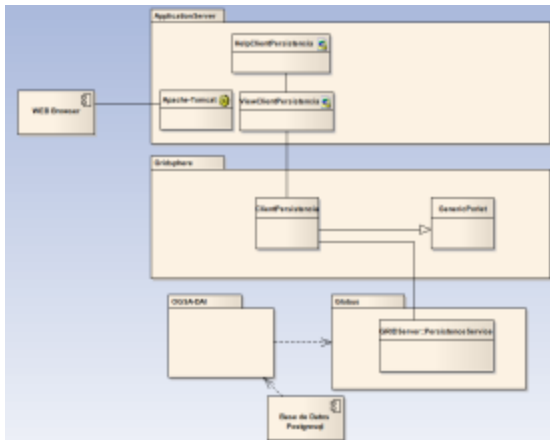 ApplicationServer
HelpClientPersistencia
WEB Browser
Apache-Tomcat
ViewClientPersistencia
Gridsphere
ClientPersistencia
GenericPortlet
OGSA-DAI
Globus
GRIDServer::PersistenceService
Base de Datos
Postgresql